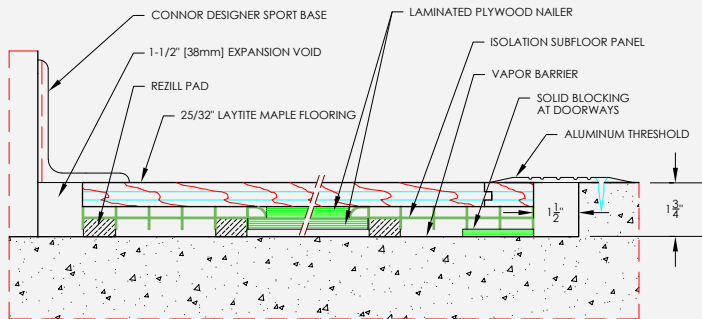 CONNOR DESIGNER SPORT BASE
1-1/2" [38mm] EXPANSION VOID
REZILL PAD
25/32" LAYTITE MAPLE FLOORING
LAMINATED PLYWOOD NAILER
ISOLATION SUBFLOOR PANEL
VAPOR BARRIER
SOLID BLOCKING
AT DOORWAYS
ALUMINUM THRESHOLD
1 1/2"
1 3/4"